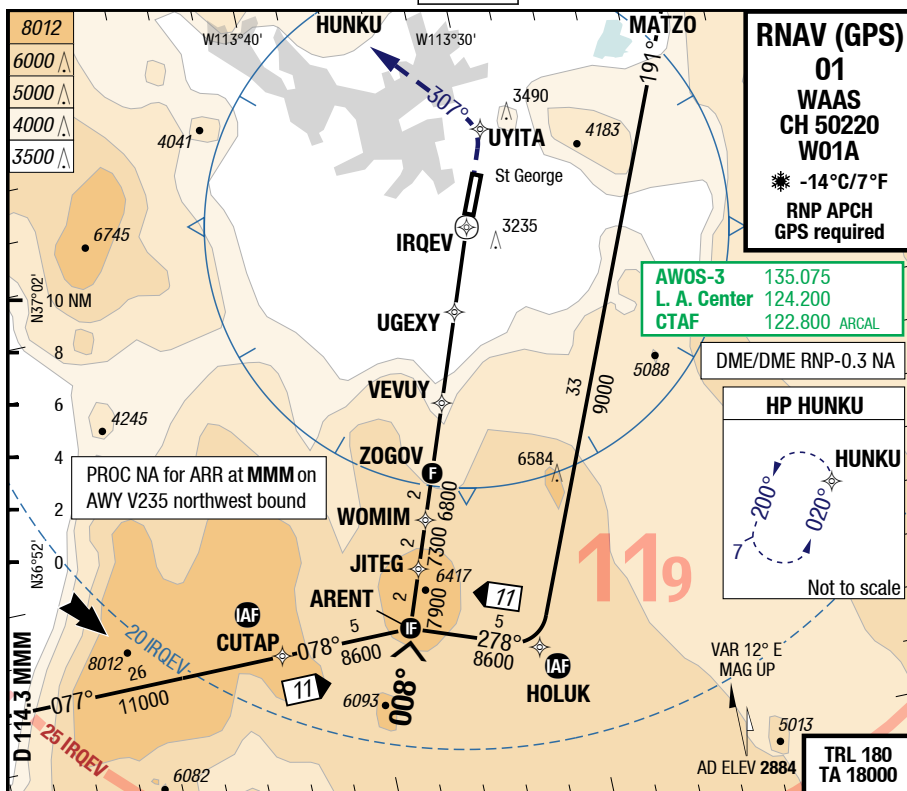 8012
6000
5000
4000
3500
W113°40'
HUNKU
W113°30'
MATZO
191°
RNAV (GPS)
01
WAAS
CH 50220
W01A
-14°C/7°F
RNP APCH
GPS required
307°
3490
4041
UYITA
4183
St George
6745
IRQEV
3235
N37°02'
10 NM
UGEXY
AWOS-3 135.075
L. A. Center 124.200
CTAF 122.800 ARCAL
DME/DME RNP-0.3 NA
8
5088
33
9000
VEVUY
6
4245
HP HUNKU
HUNKU
200°
020°
7
Not to scale
ZOGOV
F
4
6584
PROC NA for ARR at MMM on
AWY V235 northwest bound
2
6800
2
WOMIM
2
7300
N36°52'
0
JITEG
6417
119
ARENT
2
7900
11
IF
IAF
CUTAP
5
078°
8600
5
278°
8600
IAF
HOLUK
20 IRQEV
8012
VAR 12° E
MAG UP
D 114.3 MMM
077°
26
11000
11
008°
6093
25 IRQEV
5013
6082
AD ELEV 2884
TRL 180
TA 18000